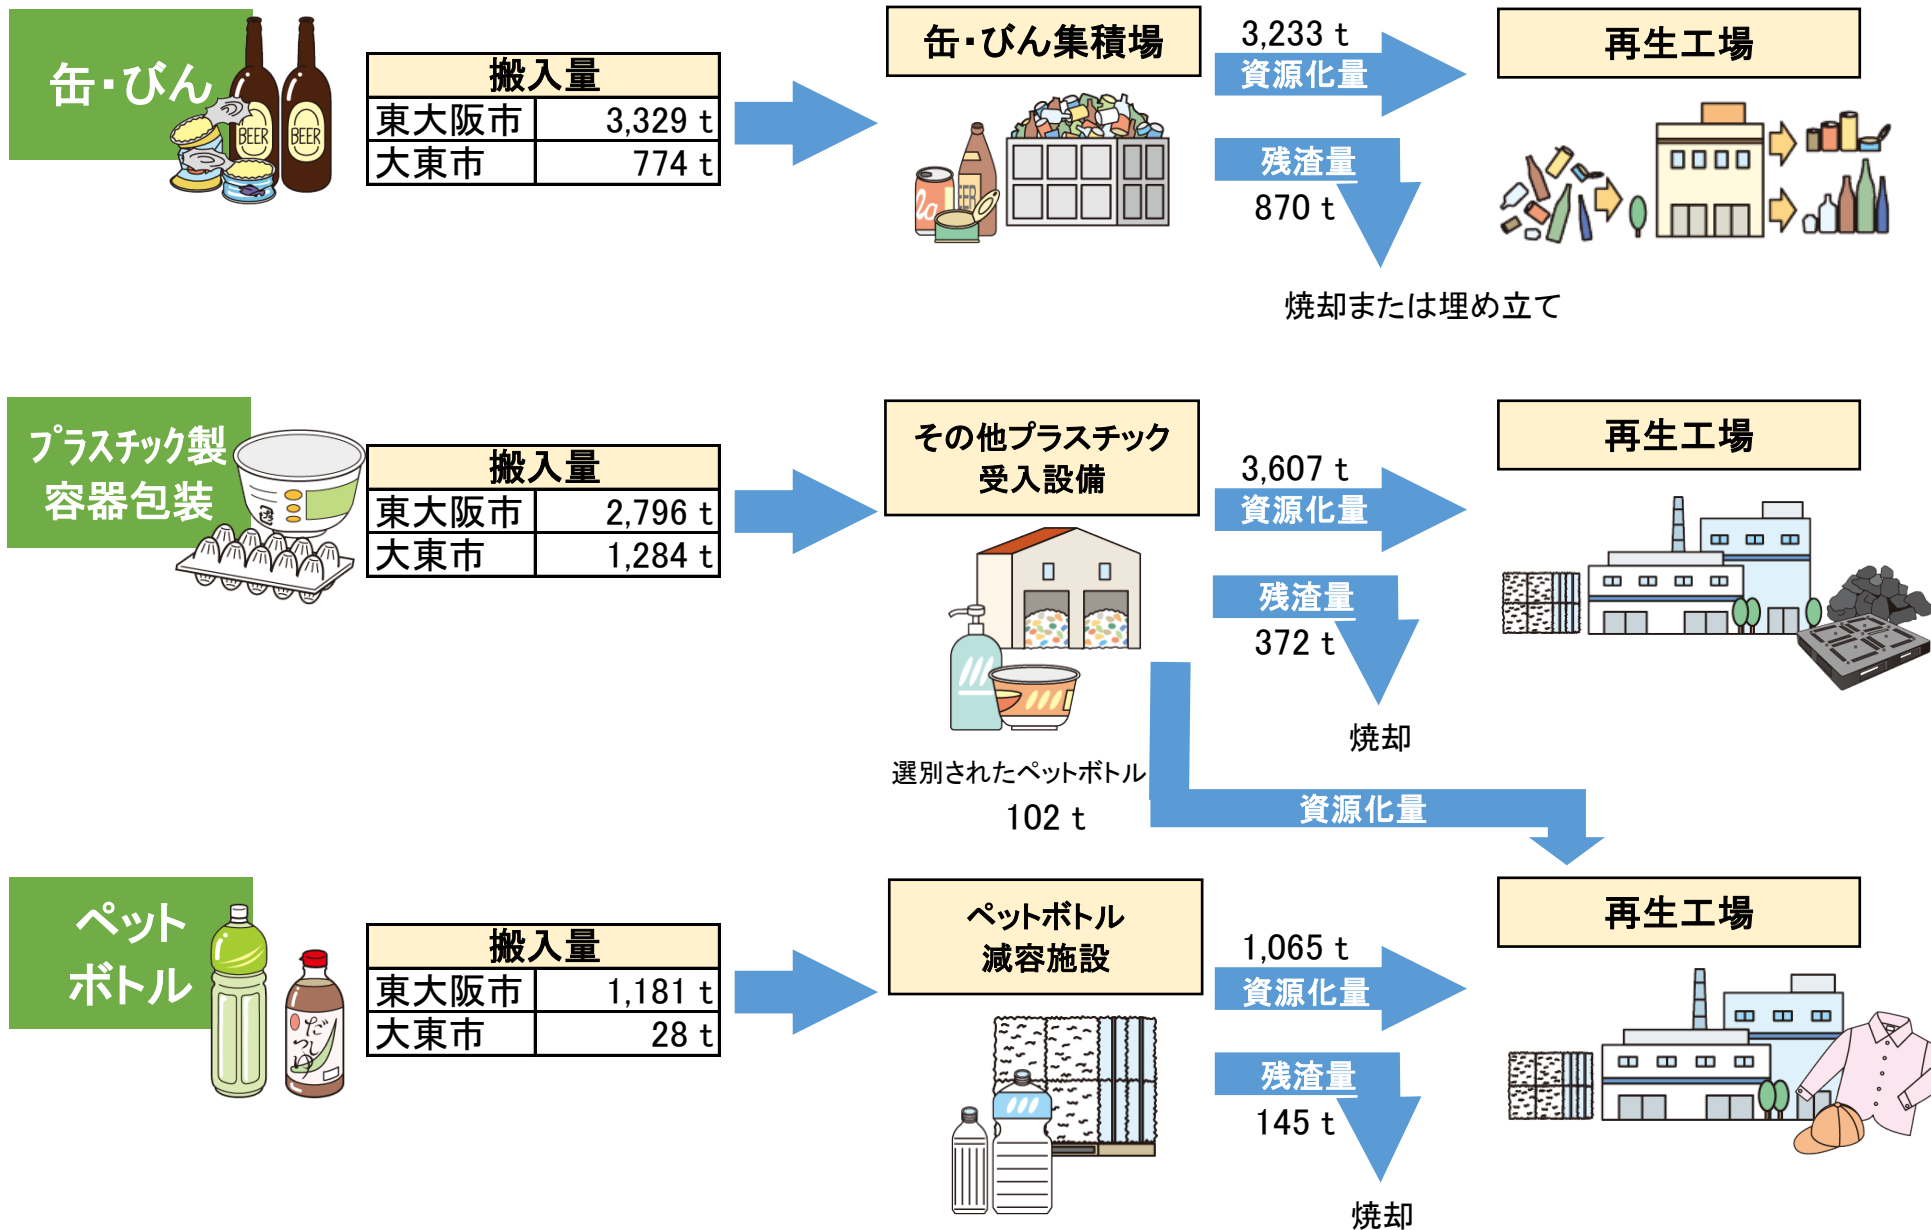 缶・びん
BEER
BEER
搬入量
東大阪市 3,329 t
大東市 774 t
缶・びん集積場
la
BEER
3,233 t
資源化量
残渣量
870 t
焼却または埋め立て
再生工場
プラスチック製
容器包装
搬入量
東大阪市 2,796 t
大東市 1,284 t
その他プラスチック
受入設備
3,607 t
資源化量
残渣量
372 t
焼却
再生工場
選別されたペットボトル
102 t
資源化量
ペット
ボトル
だしつゆ
搬入量
東大阪市 1,181 t
大東市 28 t
ペットボトル
減容施設
1,065 t
資源化量
残渣量
145 t
焼却
再生工場